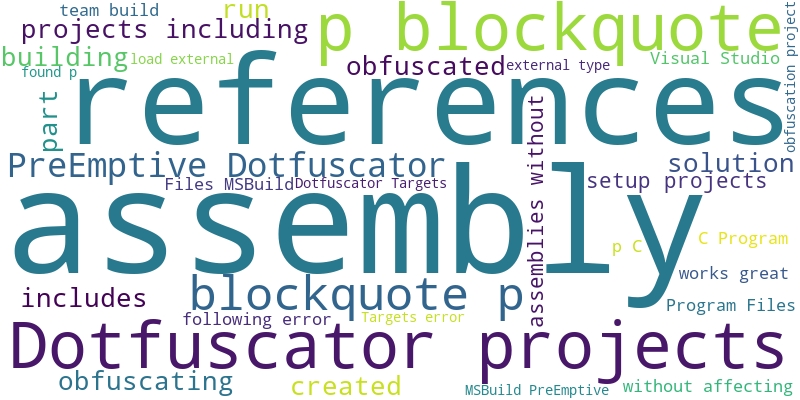 team build
run
p blockquote
projects including
building
load external
obfuscated
external type
Visual Studio
obfuscation project
found p
references
part
PreEmptive Dotfuscator
solution
Files MSBuild
Dotfuscator Targets
assemblies without
setup projects
assembly
p C
C Program
works great
includes
blockquote p
Program Files
following error
Targets error
Dotfuscator projects
obfuscating
created
MSBuild PreEmptive
without affecting